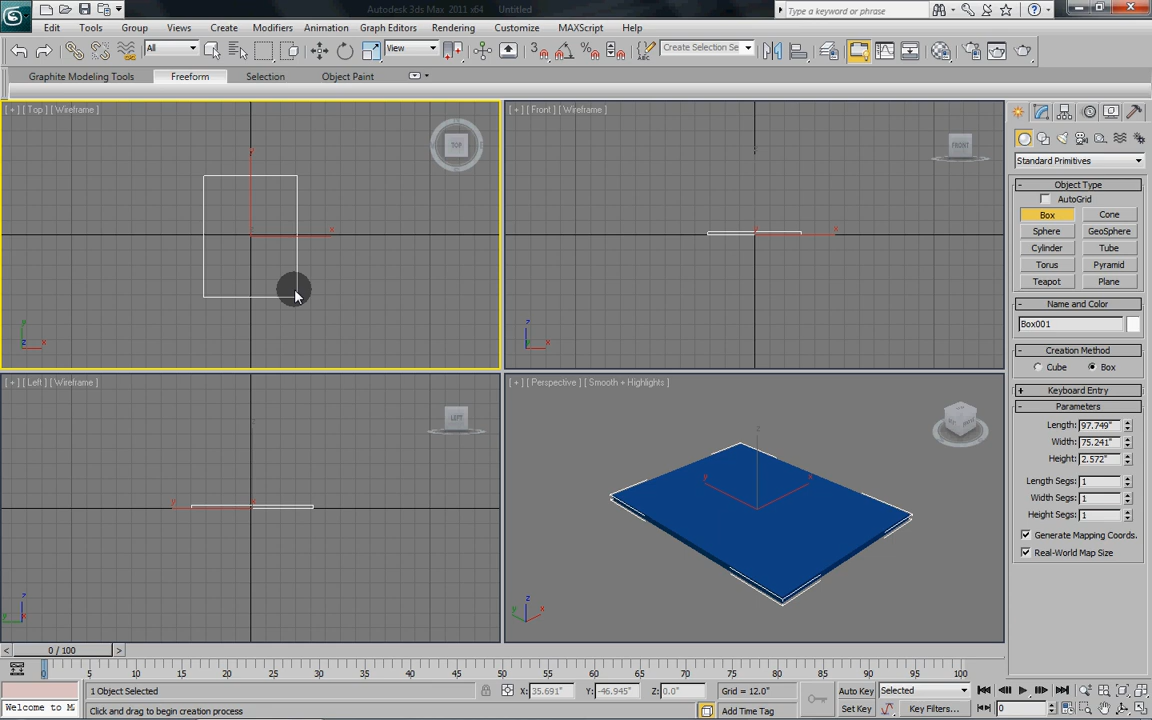 Autodesk 3ds Max 2011 x64 Untitled
Type a keyword or phrase
Edit Tools Group Views Create Modifiers Animation Graph Editors Rendering Customize MAXScript Help
All View Create Selection Se
Graphite Modeling Tools Freeform Selection Object Paint
[ + ] [ Top ] [ Wireframe ]
TOP
y
x
z
y
z x
[ + ] [ Front ] [ Wireframe ]
FRONT
x
z
x
Standard Primitives
- Object Type
AutoGrid
Box Cone
Sphere GeoSphere
Cylinder Tube
Torus Pyramid
Teapot Plane
- Name and Color
Box001
- Creation Method
Cube Box
+ Keyboard Entry
- Parameters
Length: 97.749"
Width: 75.241"
Height: 2.572"
Length Segs: 1
Width Segs: 1
Height Segs: 1
Generate Mapping Coords.
Real-World Map Size
[ + ] [ Left ] [ Wireframe ]
LEFT
y
x
z
y
[ + ] [ Perspective ] [ Smooth + Highlights ]
z
y
x
z
y x
< 0 / 100 >
0 5 10 15 20 25 30 35 40 45 50 55 60 65 70 75 80 85 90 95 100
1 Object Selected X: 35.691" Y: -46.945" Z: 0.0" Grid = 12.0" Auto Key Selected
Welcome to M Click and drag to begin creation process Add Time Tag Set Key Key Filters... 0